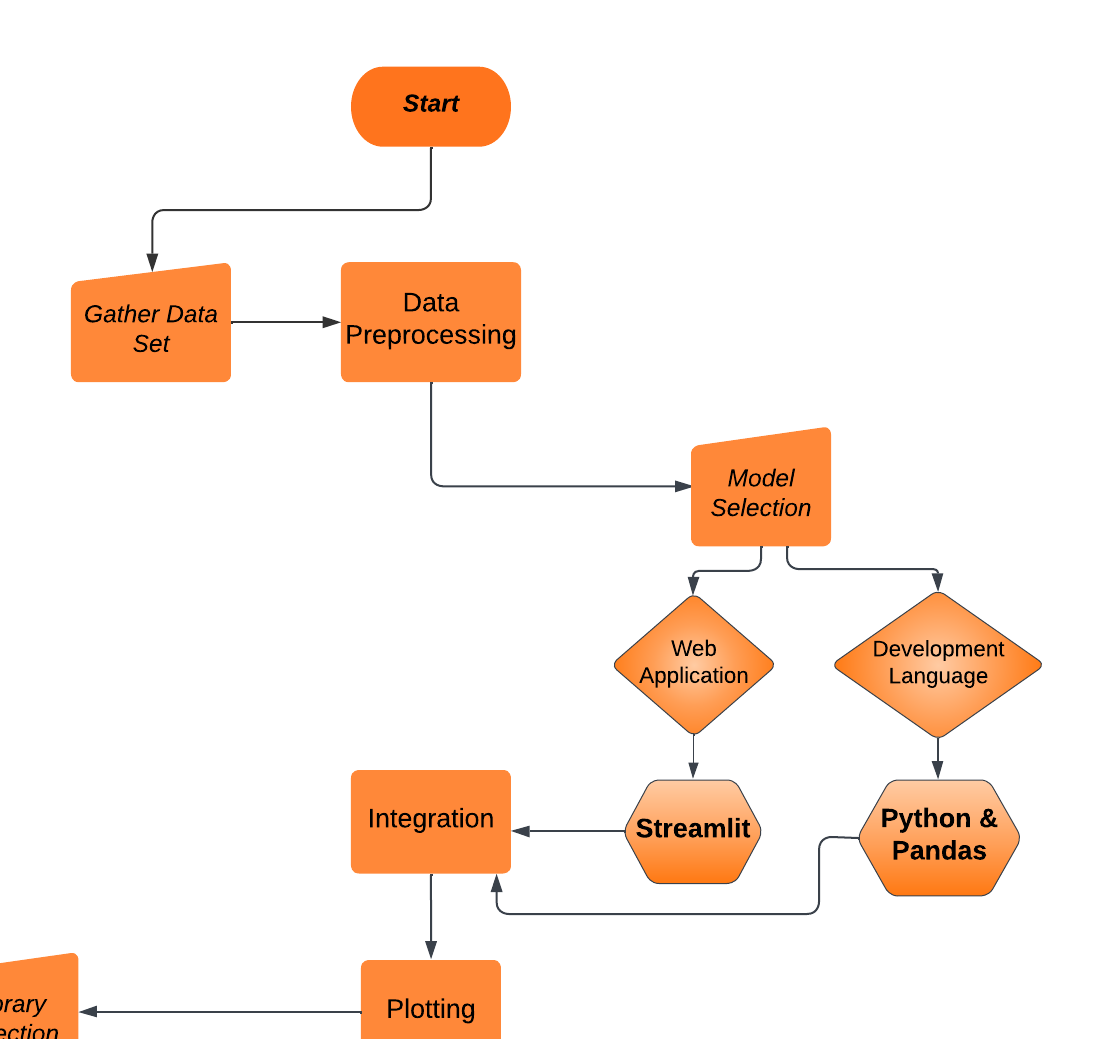 Start
Gather Data
Set
Data
Preprocessing
Model
Selection
Web
Application
Development
Language
Integration
Streamlit
Python &
Pandas
Plotting